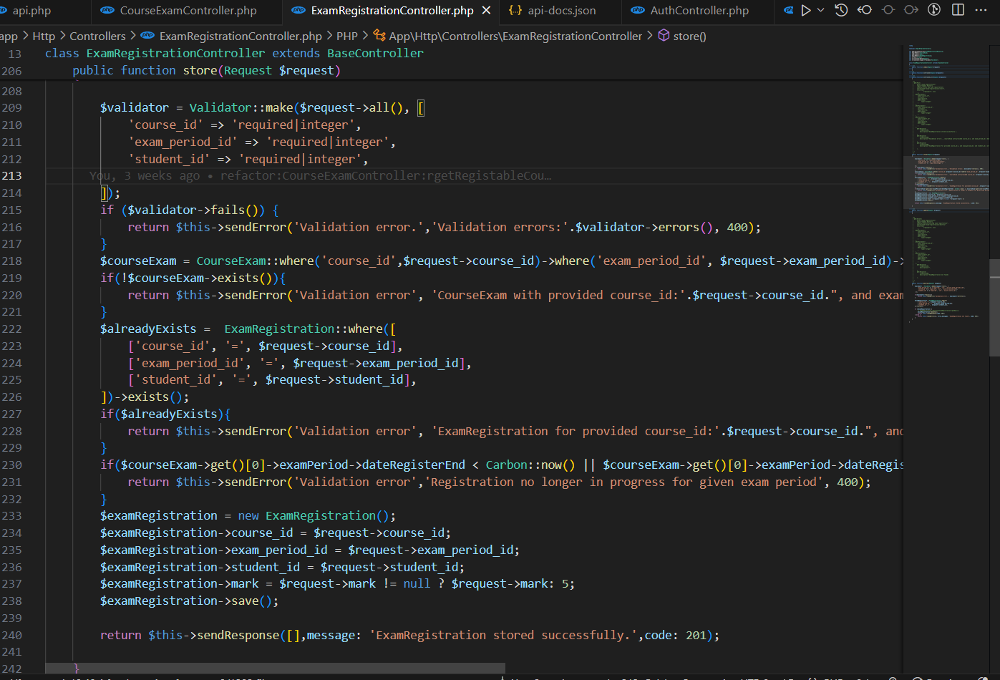 api.php CourseExamController.php ExamRegistrationController.php api-docs.json AuthController.php
app > Http > Controllers > ExamRegistrationController.php > PHP > App\Http\Controllers\ExamRegistrationController > store()
13 class ExamRegistrationController extends BaseController
206 public function store(Request $request)
208
209 $validator = Validator::make($request->all(), [
210 'course_id' => 'required|integer',
211 'exam_period_id' => 'required|integer',
212 'student_id' => 'required|integer',
213 You, 3 weeks ago • refactor:CourseExamController:rgetRegistableCou…
214 ]);
215 if ($validator->fails()) {
216 return $this->sendError('Validation error.','Validation errors:'.$validator->errors(), 400);
217 }
218 $courseExam = CourseExam::where('course_id',$request->course_id)->where('exam_period_id', $request->exam_period_id)->
219 if(!$courseExam->exists()){
220 return $this->sendError('Validation error', 'CourseExam with provided course_id:'.$request->course_id.", and exam
221 }
222 $alreadyExists =  ExamRegistration::where([
223 ['course_id', '=', $request->course_id],
224 ['exam_period_id', '=', $request->exam_period_id],
225 ['student_id', '=', $request->student_id],
226 ])->exists();
227 if($alreadyExists){
228 return $this->sendError('Validation error', 'ExamRegistration for provided course_id:'.$request->course_id.", and
229 }
230 if($courseExam->get()[0]->examPeriod->dateRegisterEnd < Carbon::now() || $courseExam->get()[0]->examPeriod->dateRegis
231 return $this->sendError('Validation error','Registration no longer in progress for given exam period', 400);
232 }
233 $examRegistration = new ExamRegistration();
234 $examRegistration->course_id = $request->course_id;
235 $examRegistration->exam_period_id = $request->exam_period_id;
236 $examRegistration->student_id = $request->student_id;
237 $examRegistration->mark = $request->mark != null ? $request->mark: 5;
238 $examRegistration->save();
239
240 return $this->sendResponse([],message: 'ExamRegistration stored successfully.',code: 201);
241
242 }